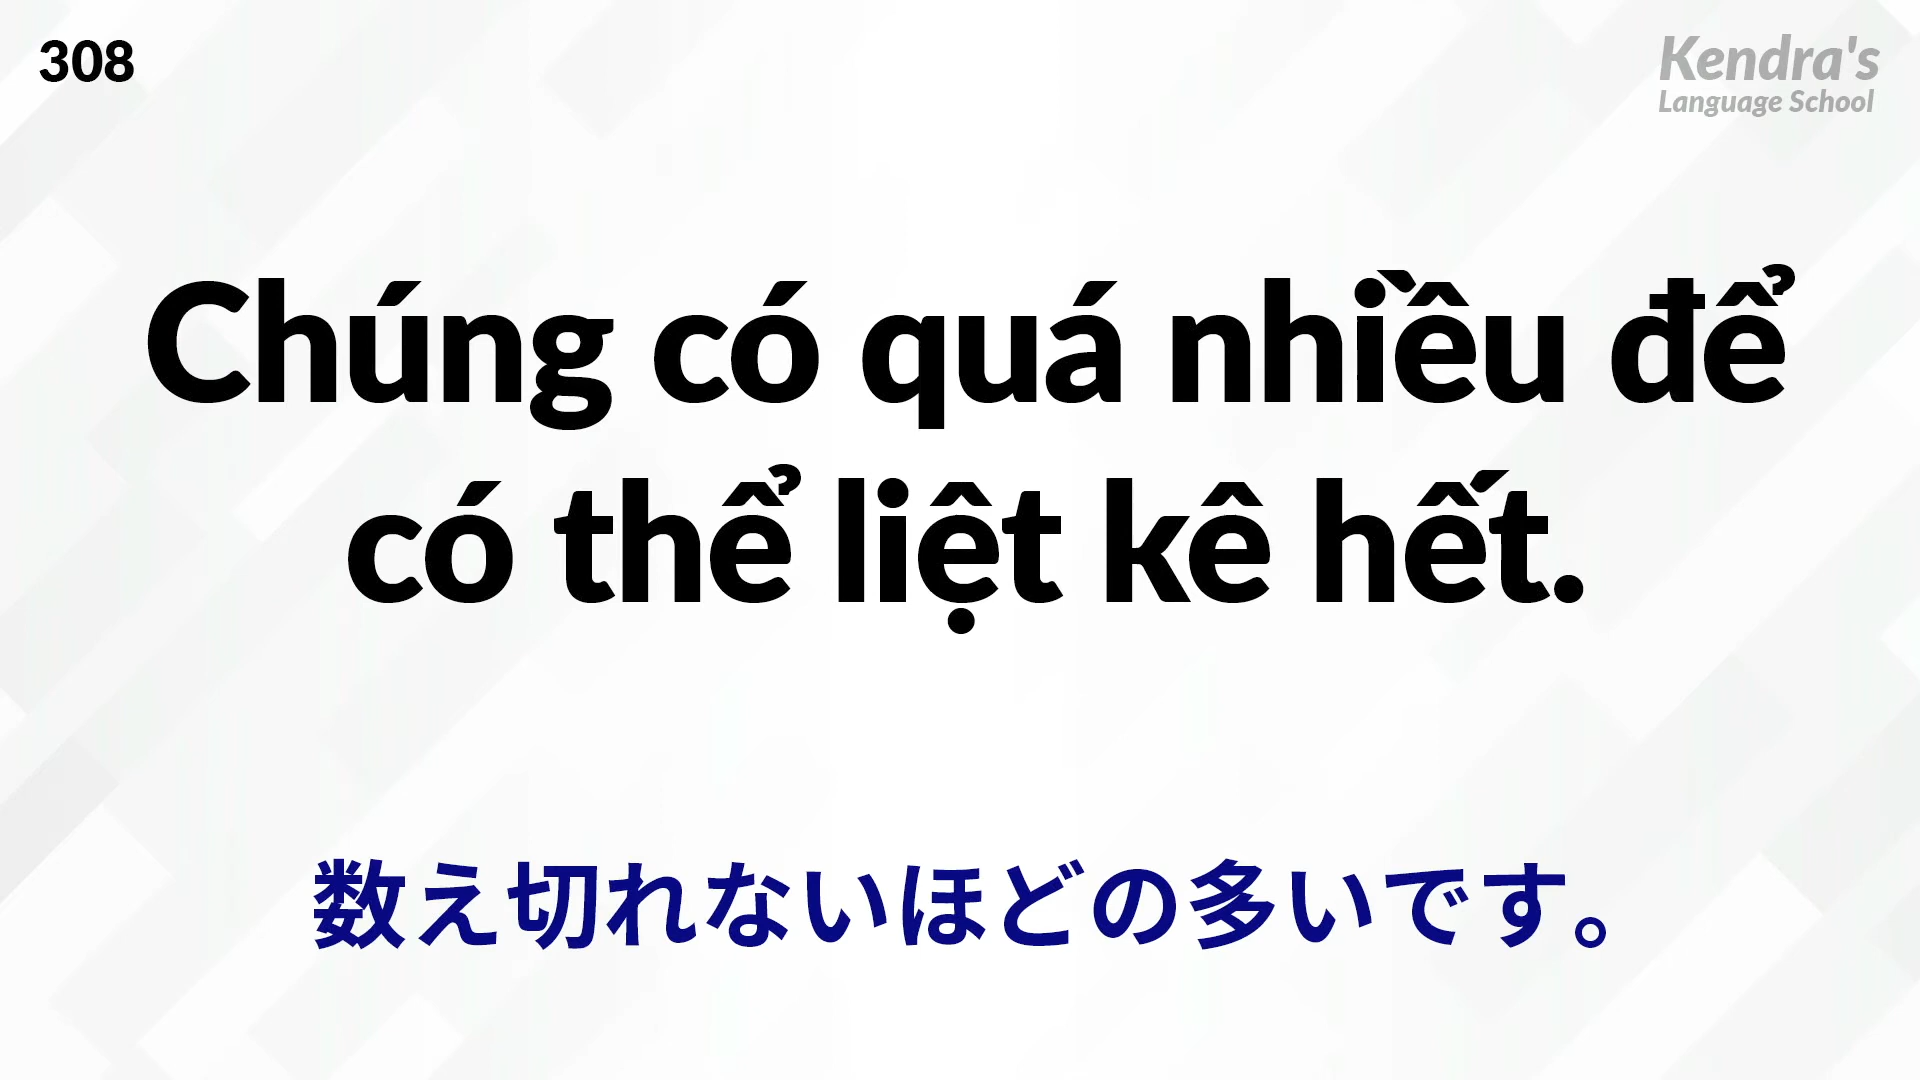 308
Kendra's
Language School
Chúng có quá nhiều để
có thể liệt kê hết.
数え切れないほどの多いです。